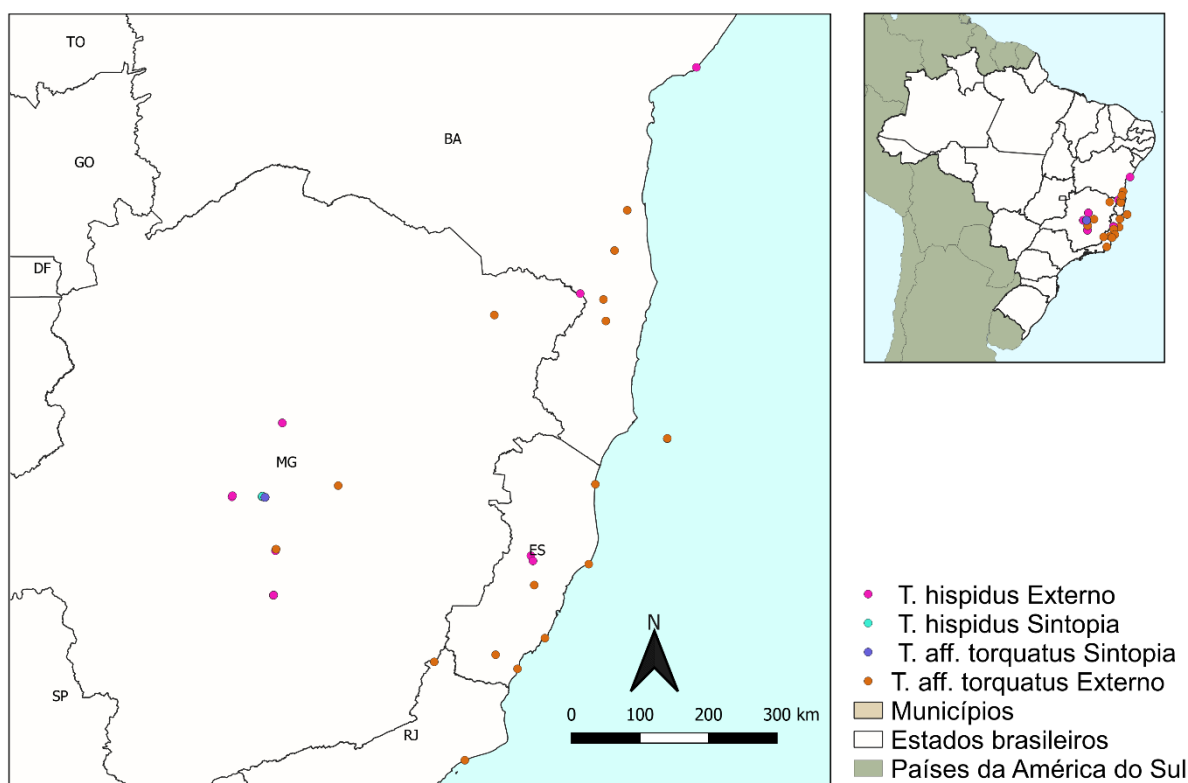 TO
BA
GO
DF
MG
ES
SP
RJ
N
0 100 200 300 km
T. hispidus Externo
T. hispidus Sintopia
T. aff. torquatus Sintopia
T. aff. torquatus Externo
Municípios
Estados brasileiros
Países da América do Sul